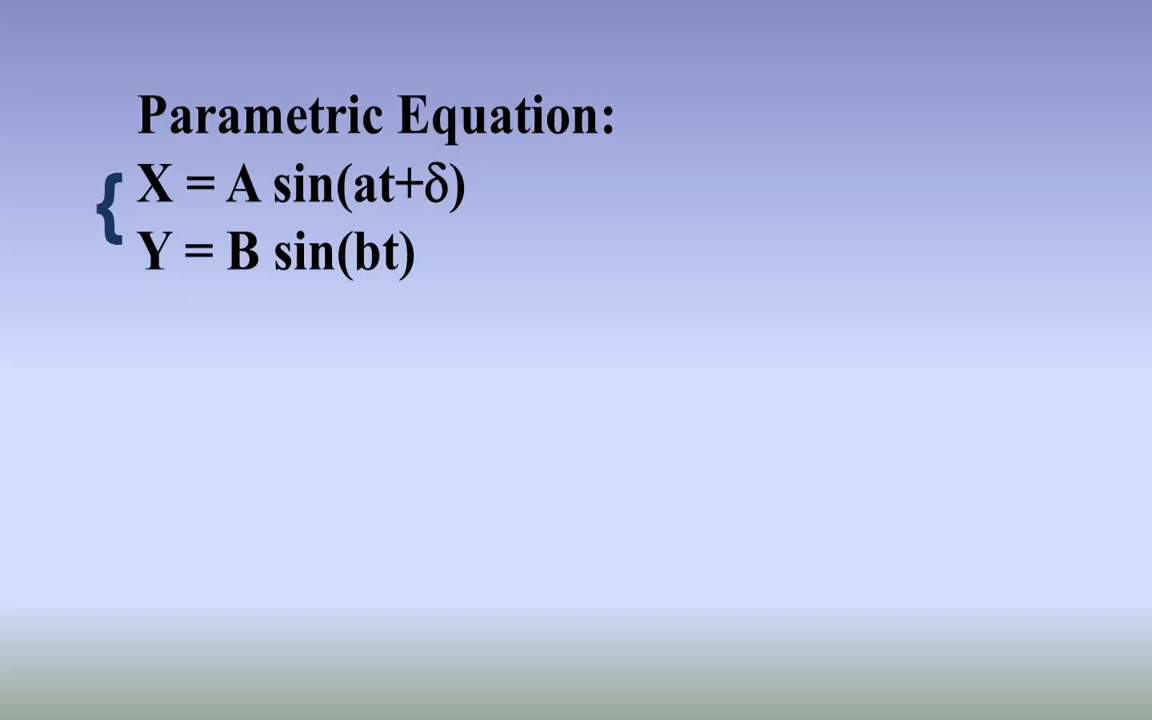 Parametric Equation:
{ X = A sin(at+δ)
Y = B sin(bt)